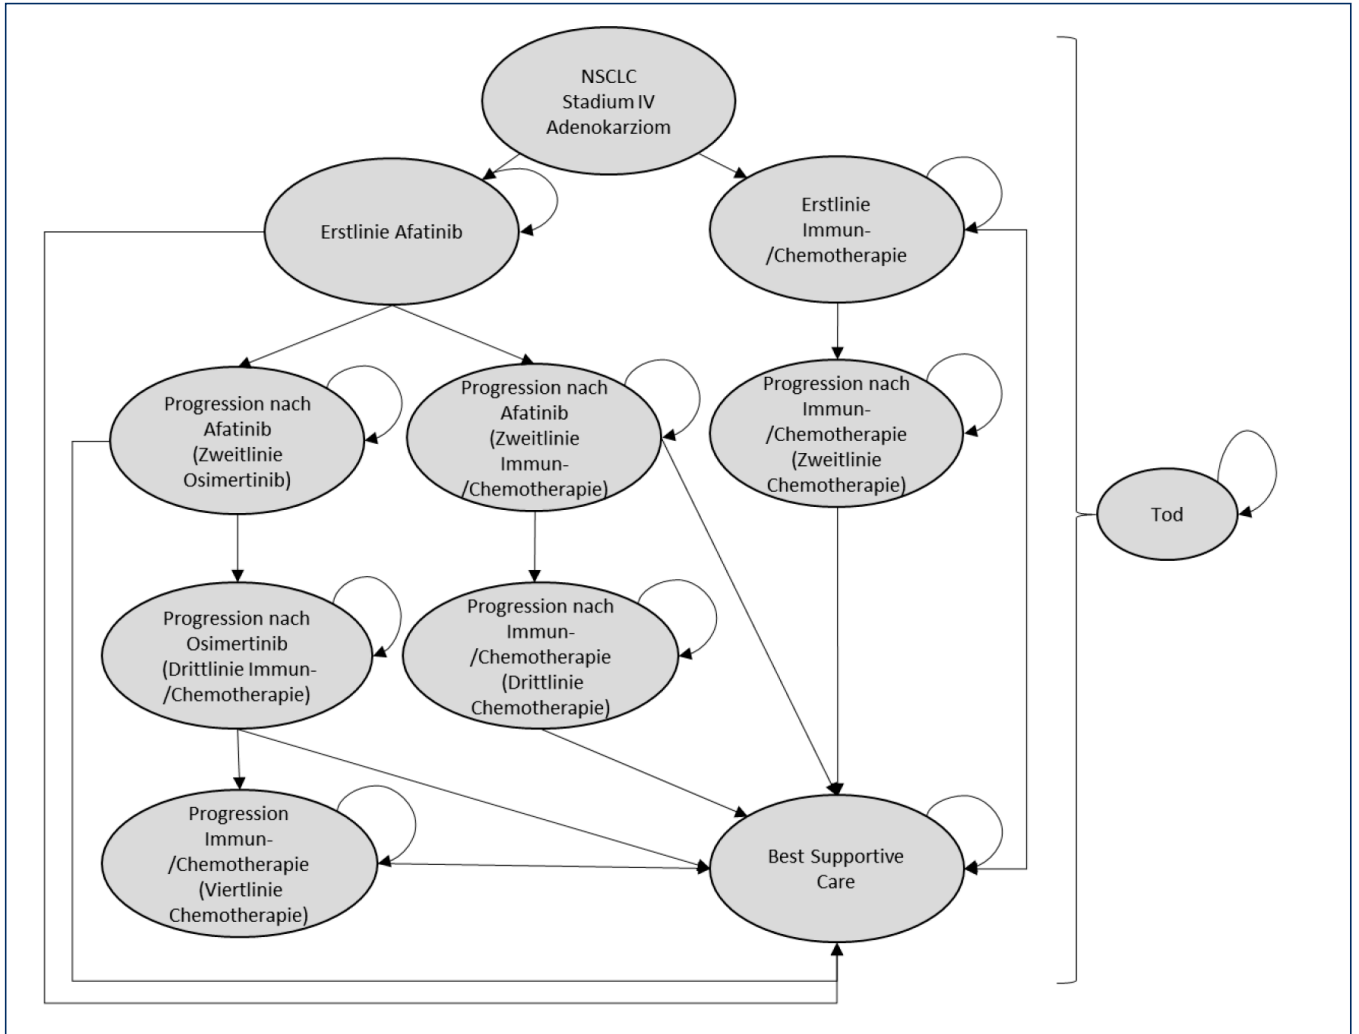 NSCLC
Stadium IV
Adenokarziom
Erstlinie Afatinib
Erstlinie
Immun-
/Chemotherapie
Progression nach
Afatinib
(Zweitlinie
Osimertinib)
Progression nach
Afatinib
(Zweitlinie
Immun-
/Chemotherapie)
Progression nach
Immun-
/Chemotherapie
(Zweitlinie
Chemotherapie)
Tod
Progression nach
Osimertinib
(Drittlinie Immun-
/Chemotherapie)
Progression nach
Immun-
/Chemotherapie
(Drittlinie
Chemotherapie)
Progression
Immun-
/Chemotherapie
(Viertlinie
Chemotherapie)
Best Supportive
Care